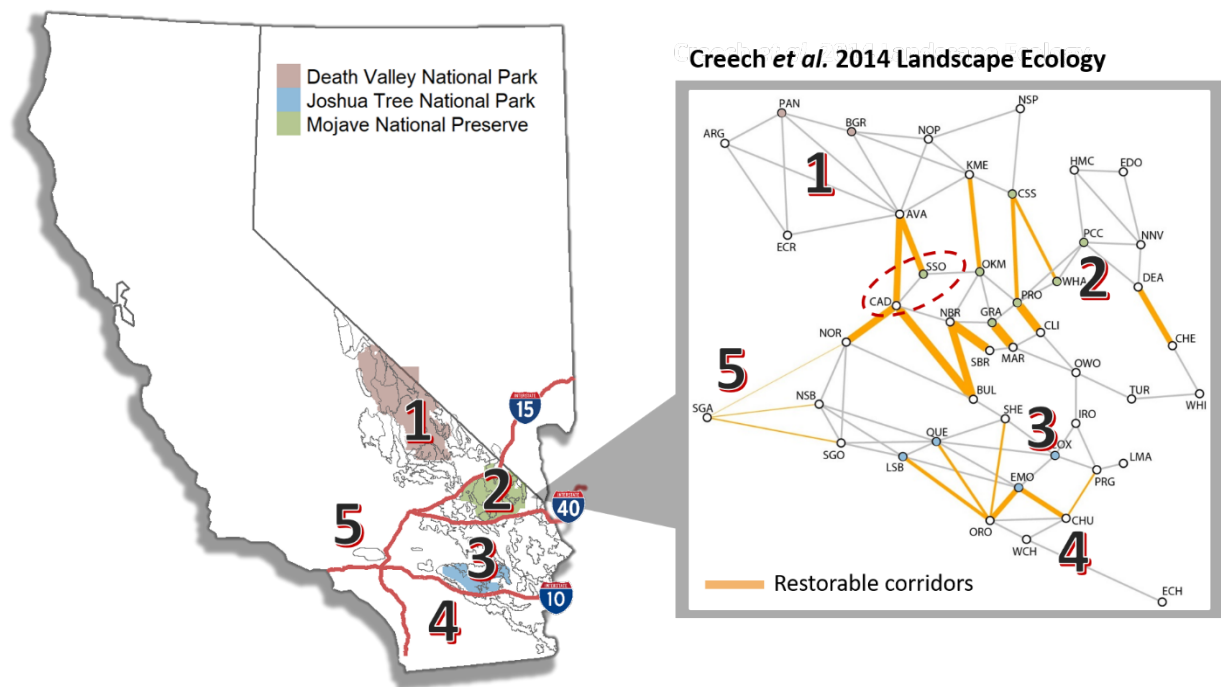 Death Valley National Park
Joshua Tree National Park
Mojave National Preserve
1
2
3
4
5
INTERSTATE
15
INTERSTATE
40
INTERSTATE
10
Creech et al. 2014 Landscape Ecology
PAN
BGR
NSP
ARG
NOP
HMC
EDO
1
KME
CSS
AVA
PCC
NNV
ECR
SSO
OKM
WHA
2
DEA
CAD
PRO
NBR
GRA
CLI
NOR
CHE
SBR
MAR
5
OWO
NSB
BUL
TUR
WHI
SGA
SHE
3
IRO
QUE
SGO
LSB
OX
LMA
EMO
PRG
ORO
CHU
WCH
4
ECH
Restorable corridors